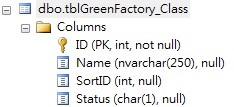 dbo.tblGreenFactory_Class
Columns
ID (PK, int, not null)
Name (nvarchar(250), null)
SortID (int, null)
Status (char(1), null)